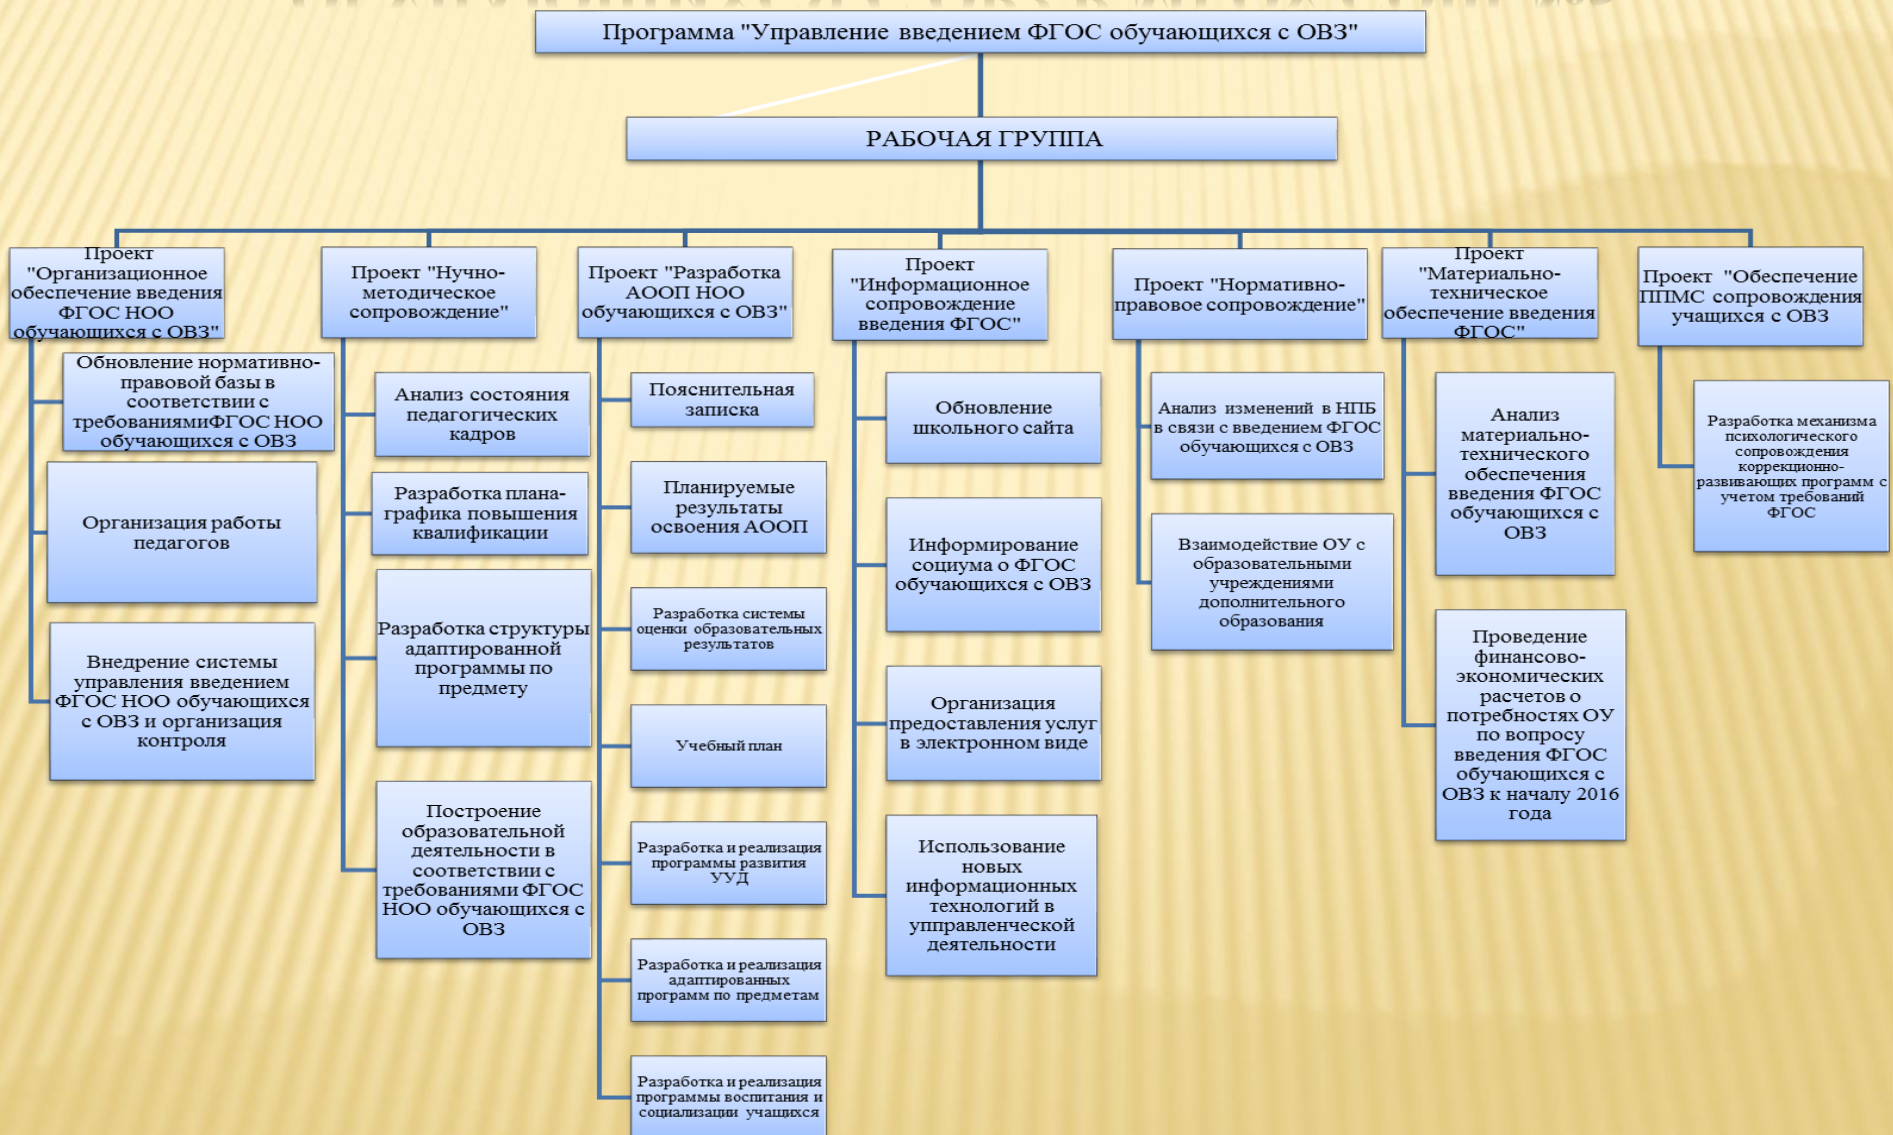 Программа "Управление введением ФГОС обучающихся с ОВЗ"
РАБОЧАЯ ГРУППА
Проект
"Организационное
обеспечение введения
ФГОС НОО
обучающихся с ОВЗ"
Обновление нормативно-
правовой базы в
соответствии с
требованиямиФГОС НОО
обучающихся с ОВЗ
Организация работы
педагогов
Внедрение системы
управления введением
ФГОС НОО обучающихся
с ОВЗ и организация
контроля
Проект "Нучно-
методическое
сопровождение"
Анализ состояния
педагогических
кадров
Разработка плана-
графика повышения
квалификации
Разработка структуры
адаптированной
программы по
предмету
Построение
образовательной
деятельности в
соответствии с
требованиями ФГОС
НОО обучающихся с
ОВЗ
Проект "Разработка
АООП НОО
обучающихся с ОВЗ"
Пояснительная
записка
Планируемые
результаты
освоения АООП
Разработка системы
оценки образовательных
результатов
Учебный план
Разработка и реализация
программы развития
УУД
Разработка и реализация
адаптированных
программ по предметам
Разработка и реализация
программы воспитания и
социализации учащихся
Проект
"Информационное
сопровождение
введения ФГОС"
Обновление
школьного сайта
Информирование
социума о ФГОС
обучающихся с ОВЗ
Организация
предоставления услуг
в электронном виде
Использование
новых
информационных
технологий в
упправленческой
деятельности
Проект "Нормативно-
правовое сопровождение"
Анализ изменений в НПБ
в связи с введением ФГОС
обучающихся с ОВЗ
Взаимодействие ОУ с
образовательными
учреждениями
дополнительного
образования
Проект
"Материально-
техническое
обеспечение введения
ФГОС"
Анализ
материально-
технического
обеспечения
введения ФГОС
обучающихся с
ОВЗ
Проведение
финансово-
экономических
расчетов о
потребностях ОУ
по вопросу
введения ФГОС
обучающихся с
ОВЗ к началу 2016
года
Проект "Обеспечение
ППМС сопровождения
учащихся с ОВЗ
Разработка механизма
психологического
сопровождения
коррекционно-
развивающих программ с
учетом требований
ФГОС